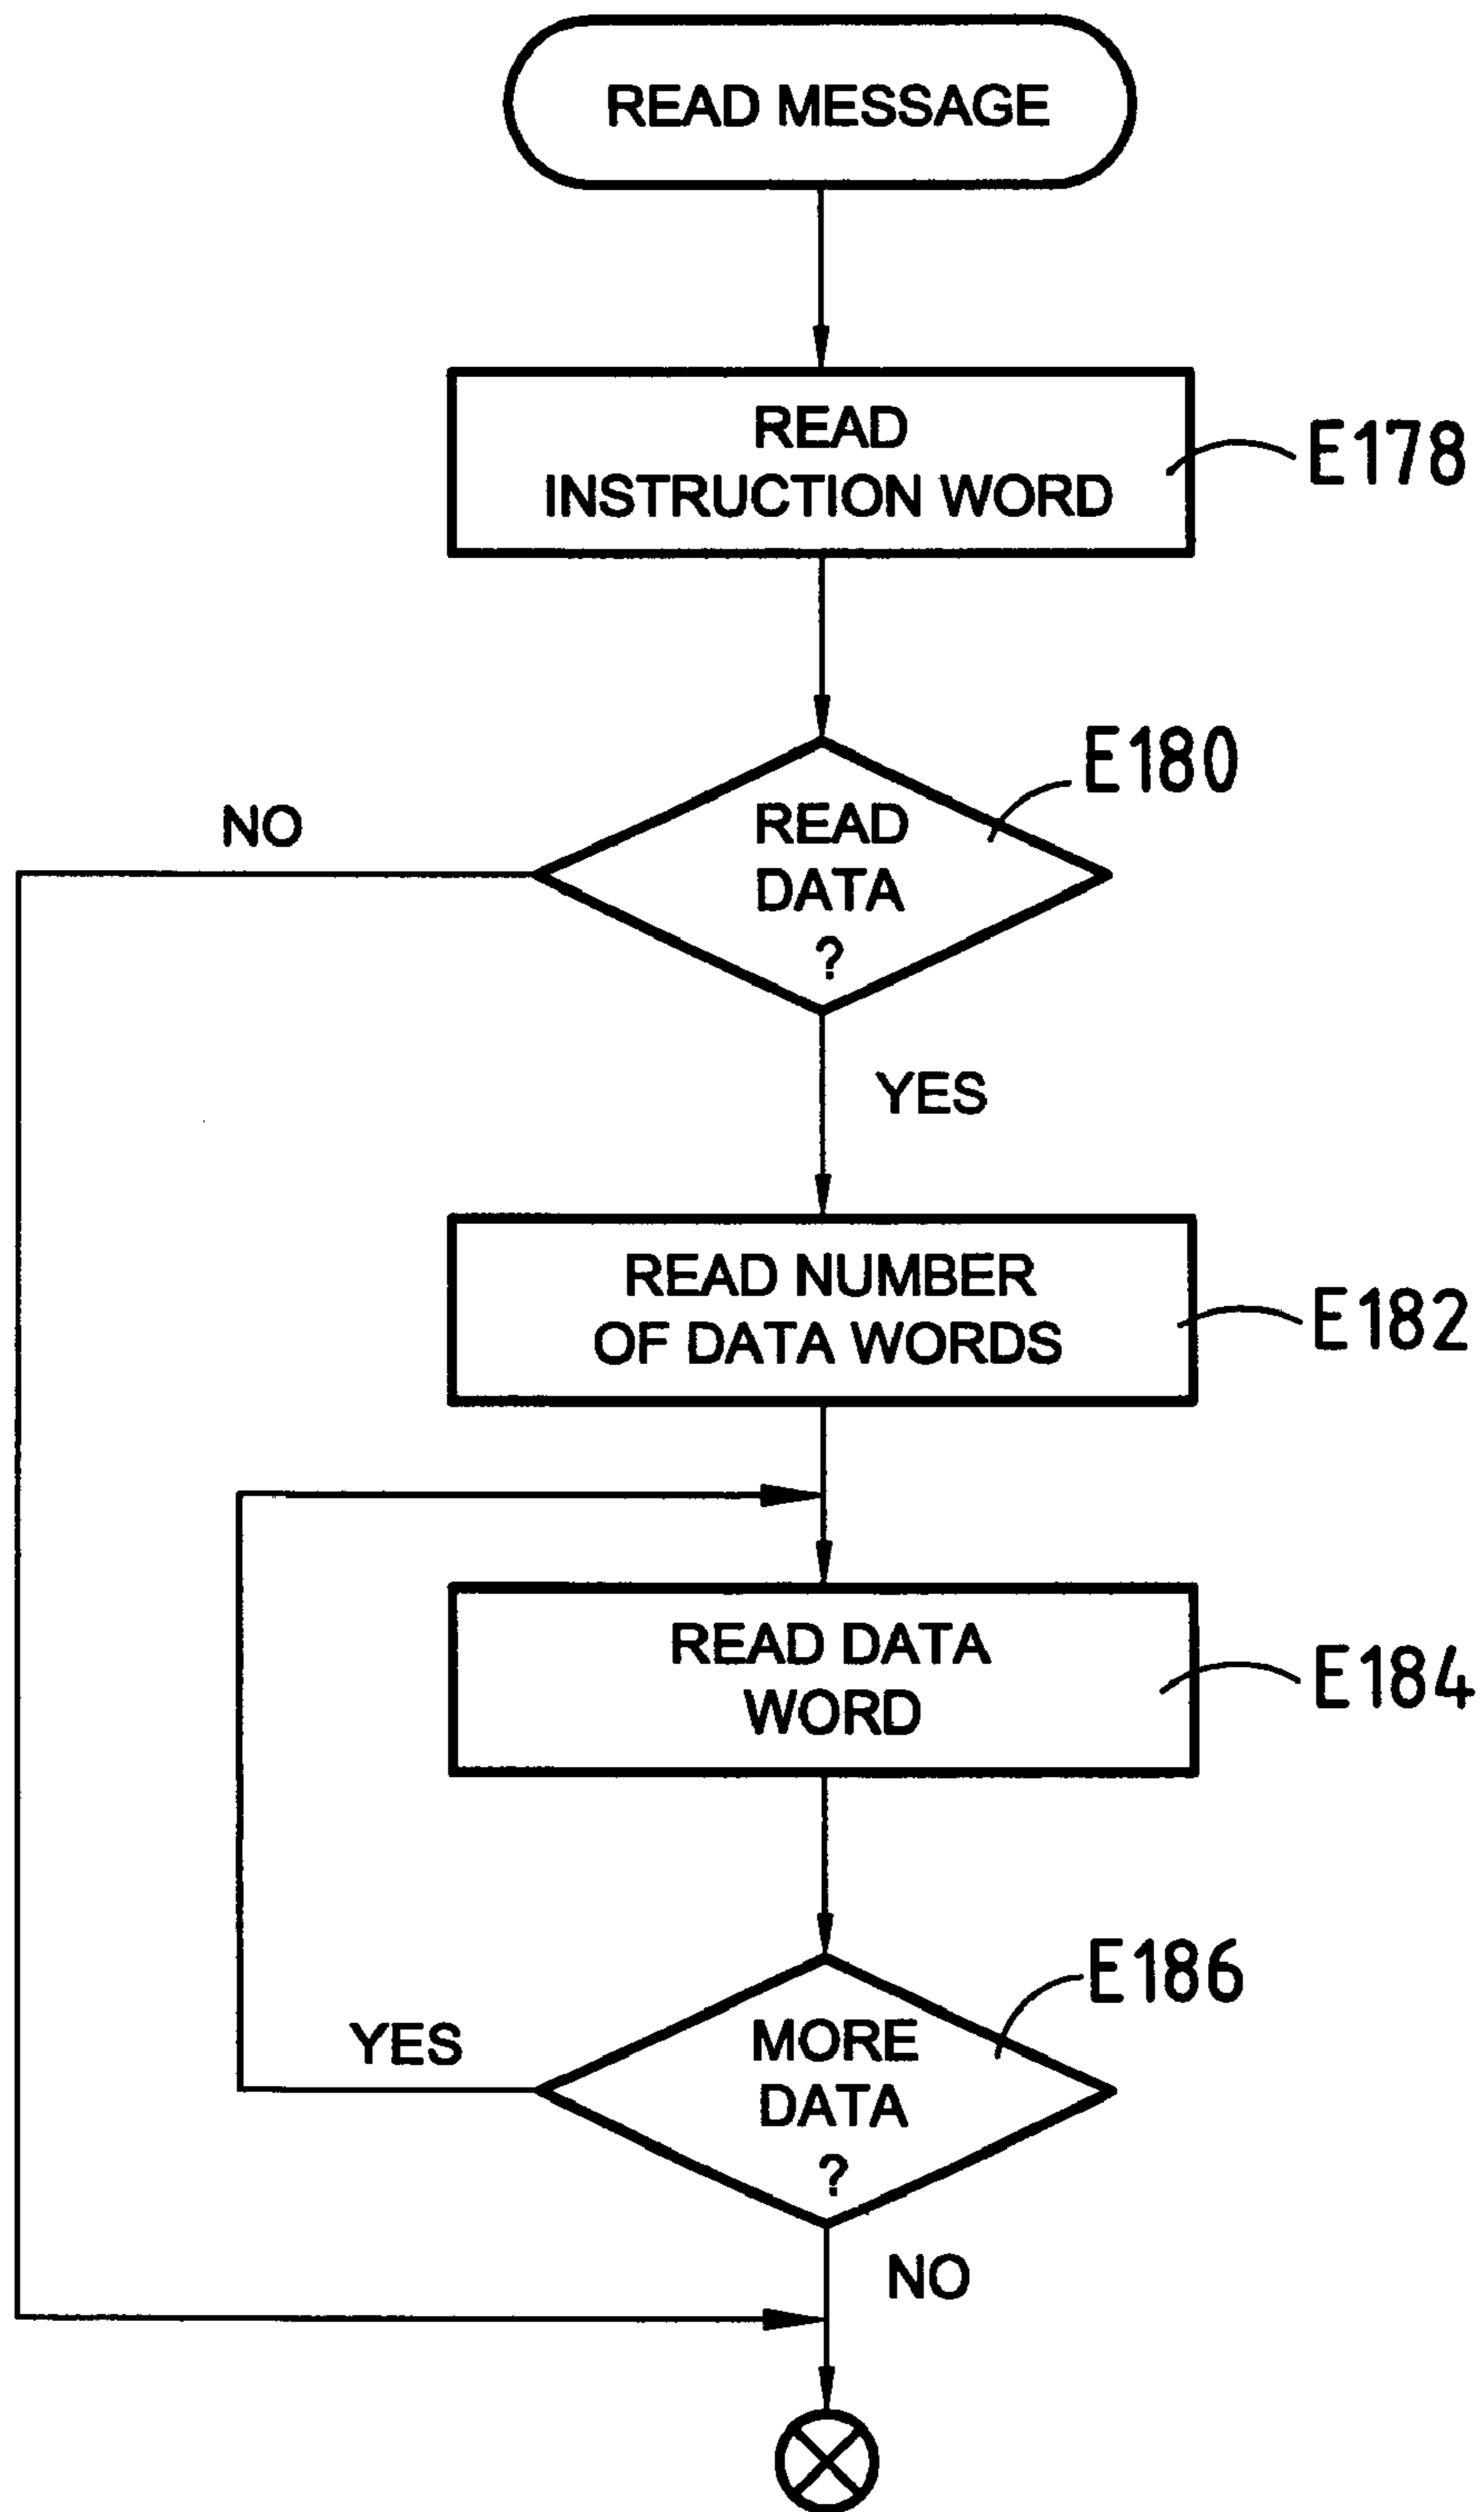 READ MESSAGE
READ
INSTRUCTION WORD
E178
E180
READ
DATA
?
NO
YES
READ NUMBER
OF DATA WORDS
E182
READ DATA
WORD
E184
E186
MORE
DATA
?
YES
NO